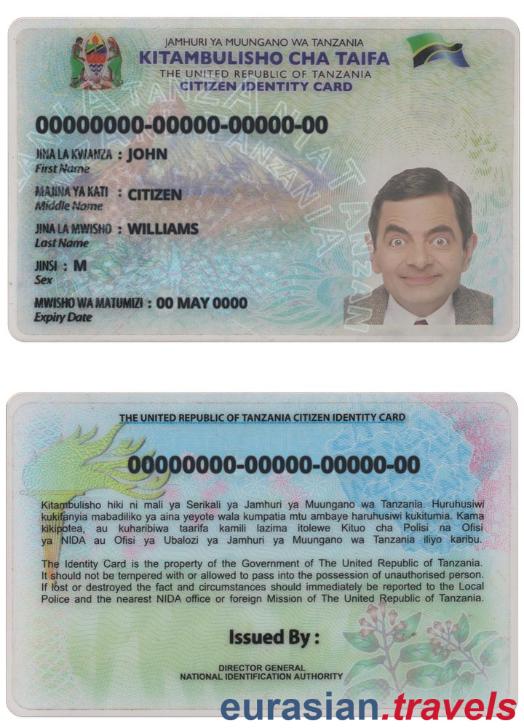 JAMHURI YA MUUNGANO WA TANZANIA
KITAMBULISHO CHA TAIFA
THE UNITED REPUBLIC OF TANZANIA
CITIZEN IDENTITY CARD
00000000-00000-00000-00
JINA LA KWANZA : JOHN
First Name
MAJINA YA KATI : CITIZEN
Middle Name
JINA LA MWISHO : WILLIAMS
Last Name
JINSI : M
Sex
MWISHO WA MATUMIZI : 00 MAY 0000
Expiry Date
THE UNITED REPUBLIC OF TANZANIA CITIZEN IDENTITY CARD
00000000-00000-00000-00
Kitambulisho hiki ni mali ya Serikali ya Jamhuri ya Muungano wa Tanzania. Huruhusiwi
kukifanyia mabadiliko ya aina yeyote wala kumpatia mtu ambaye haruhusiwi kukitumia. Kama
kikipotea, au kuharibiwa taarifa kamili lazima itolewe Kituo cha Polisi na Ofisi
ya NIDA au Ofisi ya Ubalozi ya Jamhuri ya Muungano wa Tanzania iliyo karibu.
The Identity Card is the property of the Government of The United Republic of Tanzania.
It should not be tempered with or allowed to pass into the possession of unauthorised person.
If lost or destroyed the fact and circumstances should immediately be reported to the Local
Police and the nearest NIDA office or foreign Mission of The United Republic of Tanzania.
Issued By :
DIRECTOR GENERAL
NATIONAL IDENTIFICATION AUTHORITY
eurasian.travels